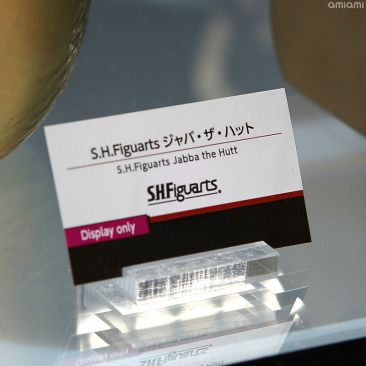 amiami
S.H.Figuarts ジャバ・ザ・ハット
S.H.Figuarts Jabba the Hutt
S.H.Figuarts
Display only